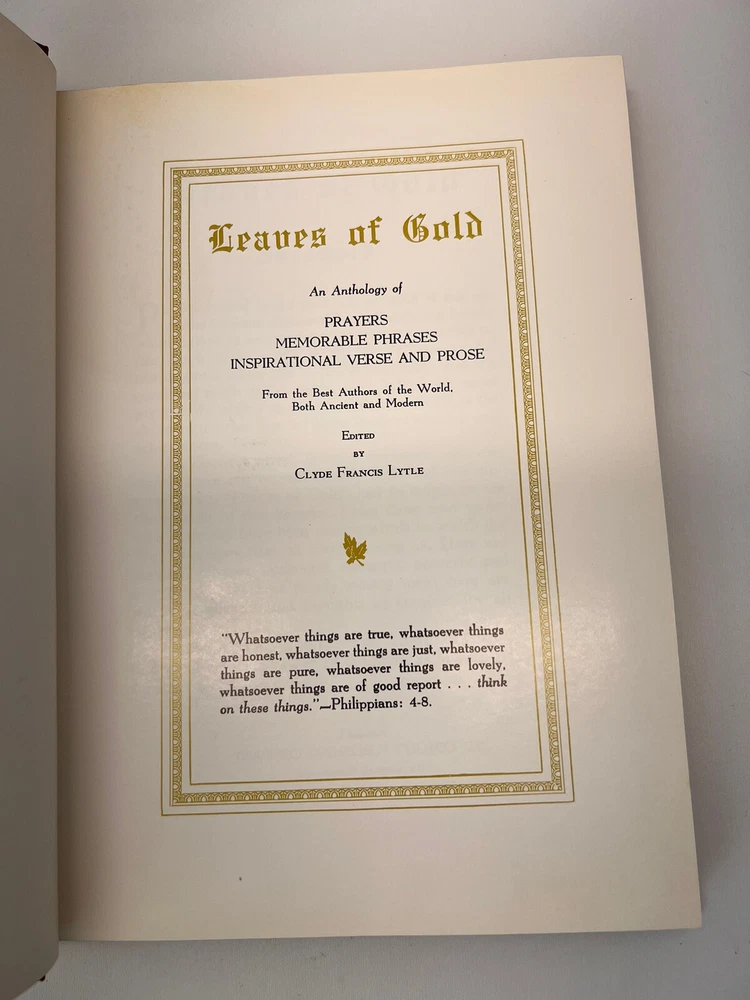 Leaves of Gold
An Anthology of
PRAYERS
MEMORABLE PHRASES
INSPIRATIONAL VERSE AND PROSE
From the Best Authors of the World,
Both Ancient and Modern
EDITED
BY
CLYDE FRANCIS LYTLE
"Whatsoever things are true, whatsoever things
are honest, whatsoever things are just, whatsoever
things are pure, whatsoever things are lovely,
whatsoever things are of good report . . . think
on these things."—Philippians: 4-8.